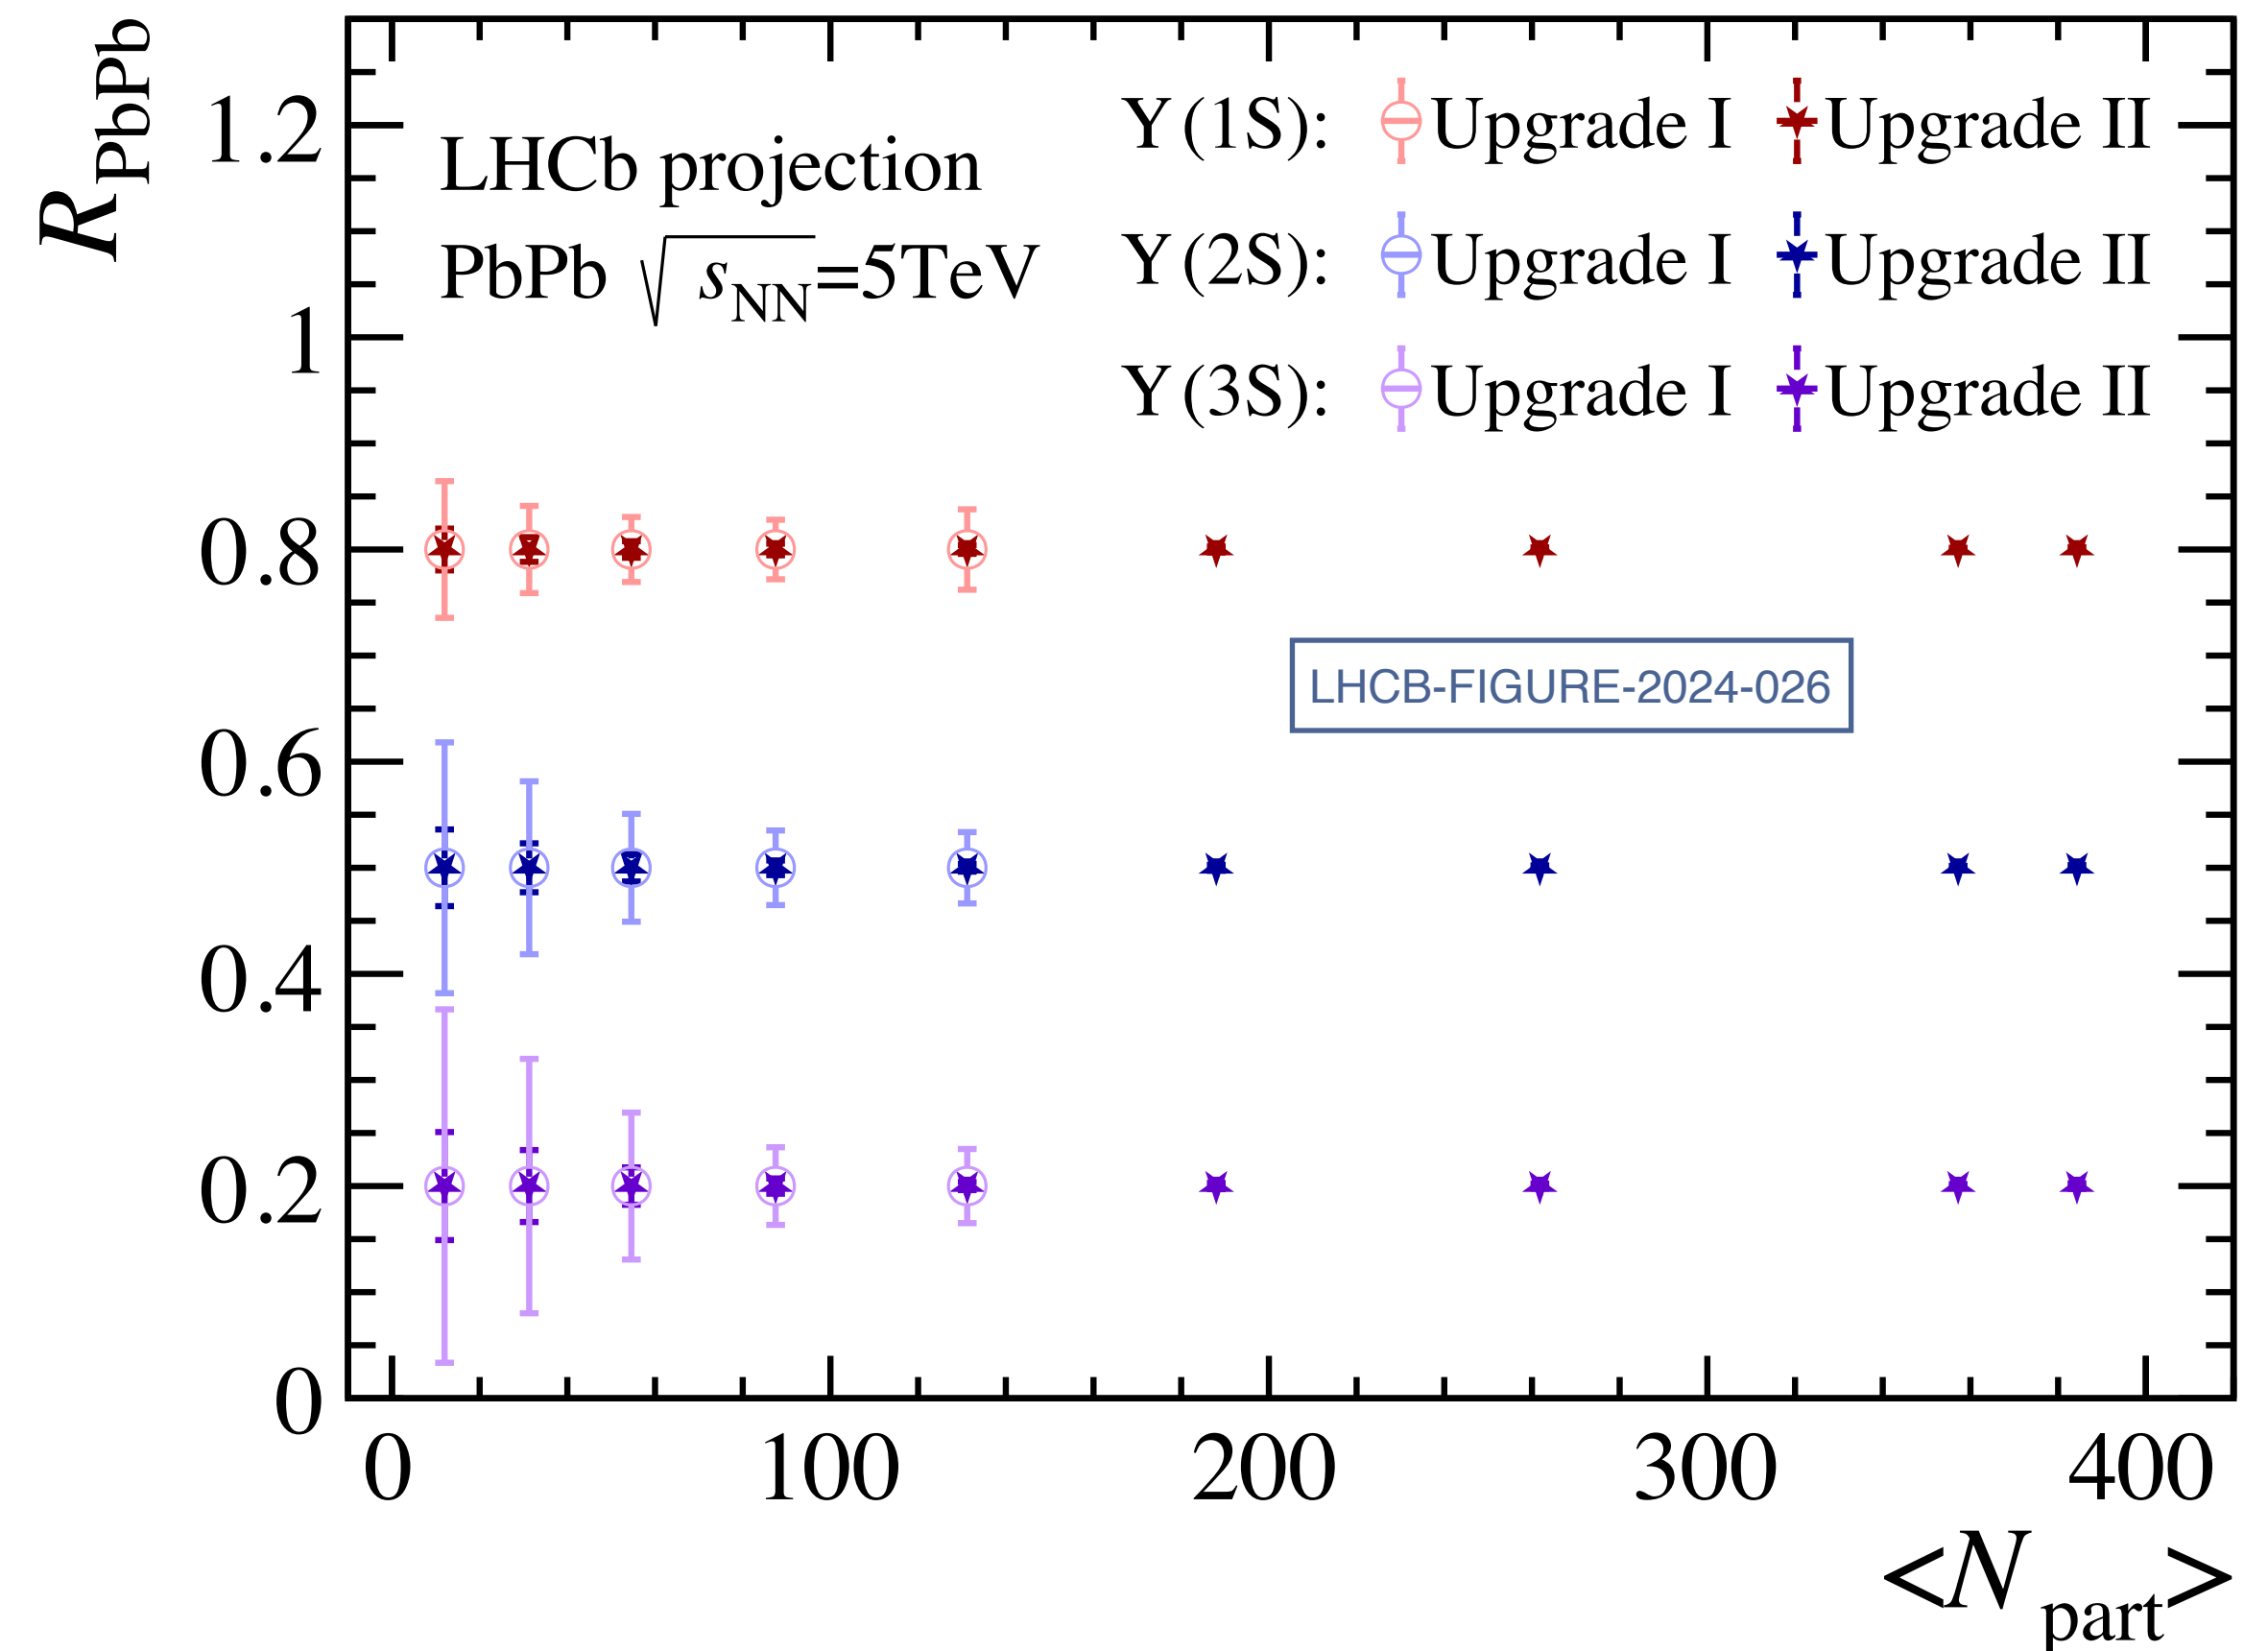 R_PbPb
1.2
1
0.8
0.6
0.4
0.2
0
LHCb projection
PbPb √s_NN=5TeV
Υ(1S): Upgrade I Upgrade II
Υ(2S): Upgrade I Upgrade II
Υ(3S): Upgrade I Upgrade II
LHCB-FIGURE-2024-026
0 100 200 300 400
<N_part>